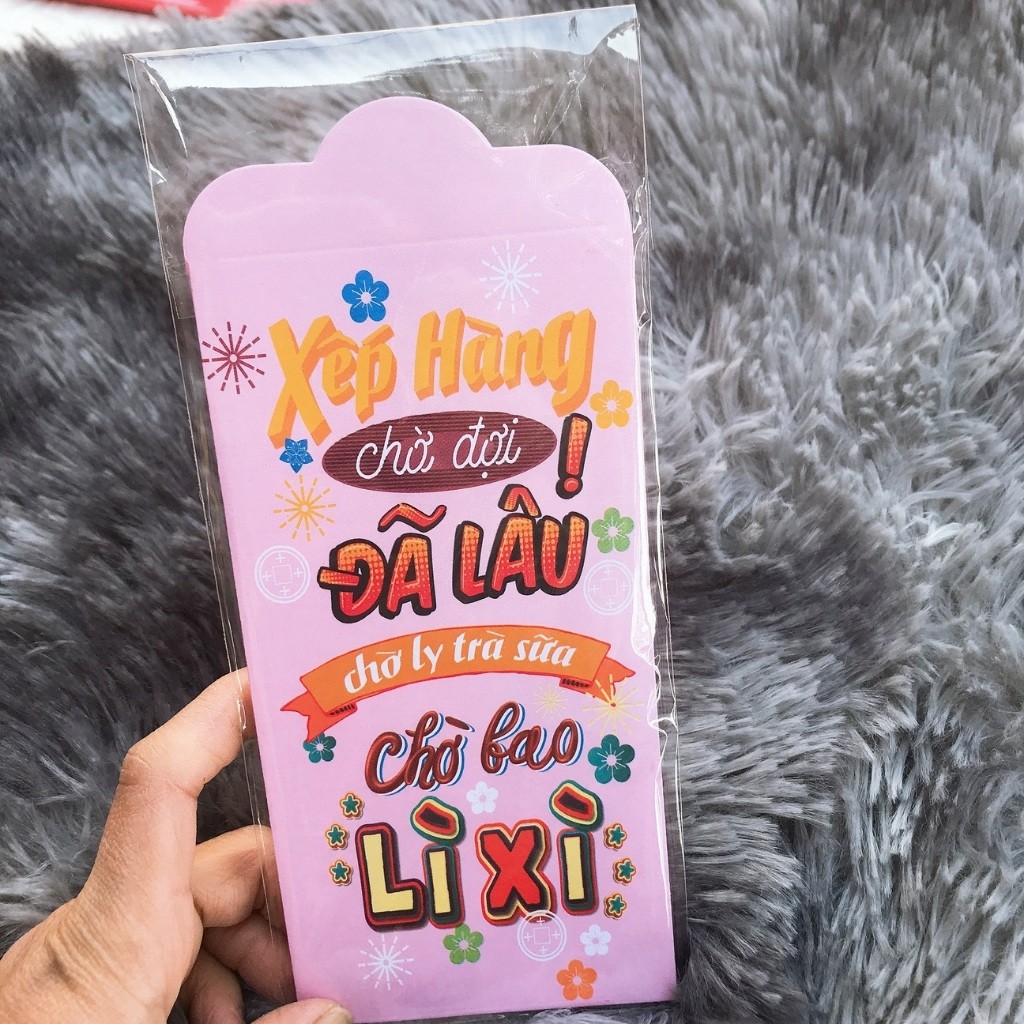 Xếp Hàng
chờ đợi !
ĐÃ LÂU
chờ ly trà sữa
Chờ bao
LÌ XÌ